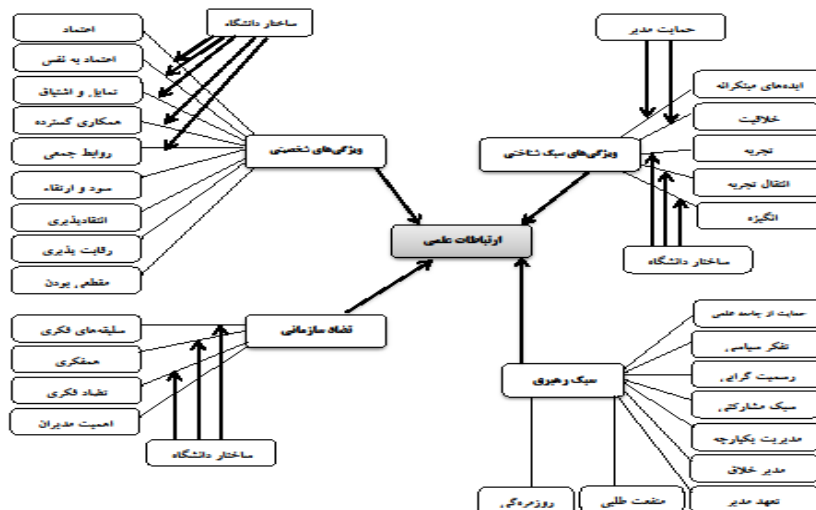 ساختار دانشگاه
حمایت مدیر
اعتماد
اعتماد به نفس
تمایل و اشتیاق
همکاری گسترده
روابط جمعی
سود و ارتقاء
انتقادپذیری
رقابت پذیری
مقطعی بودن
ویژگی‌های شخصیتی
ایده‌های مبتکرانه
خلاقیت
تجربه
انتقال تجربه
انگیزه
ویژگی‌های سبک شناختی
ساختار دانشگاه
ارتباطات علمی
سلیقه‌های فکری
همفکری
تضاد فکری
اهمیت مدیران
تضاد سازمانی
ساختار دانشگاه
حمایت از جامعه علمی
تفکر سیاسی
رسمیت گرایی
سبک مشارکتی
مدیریت یکپارچه
مدیر خلاق
تعهد مدیر
سبک رهبری
منفعت طلبی
روزمره‌گی